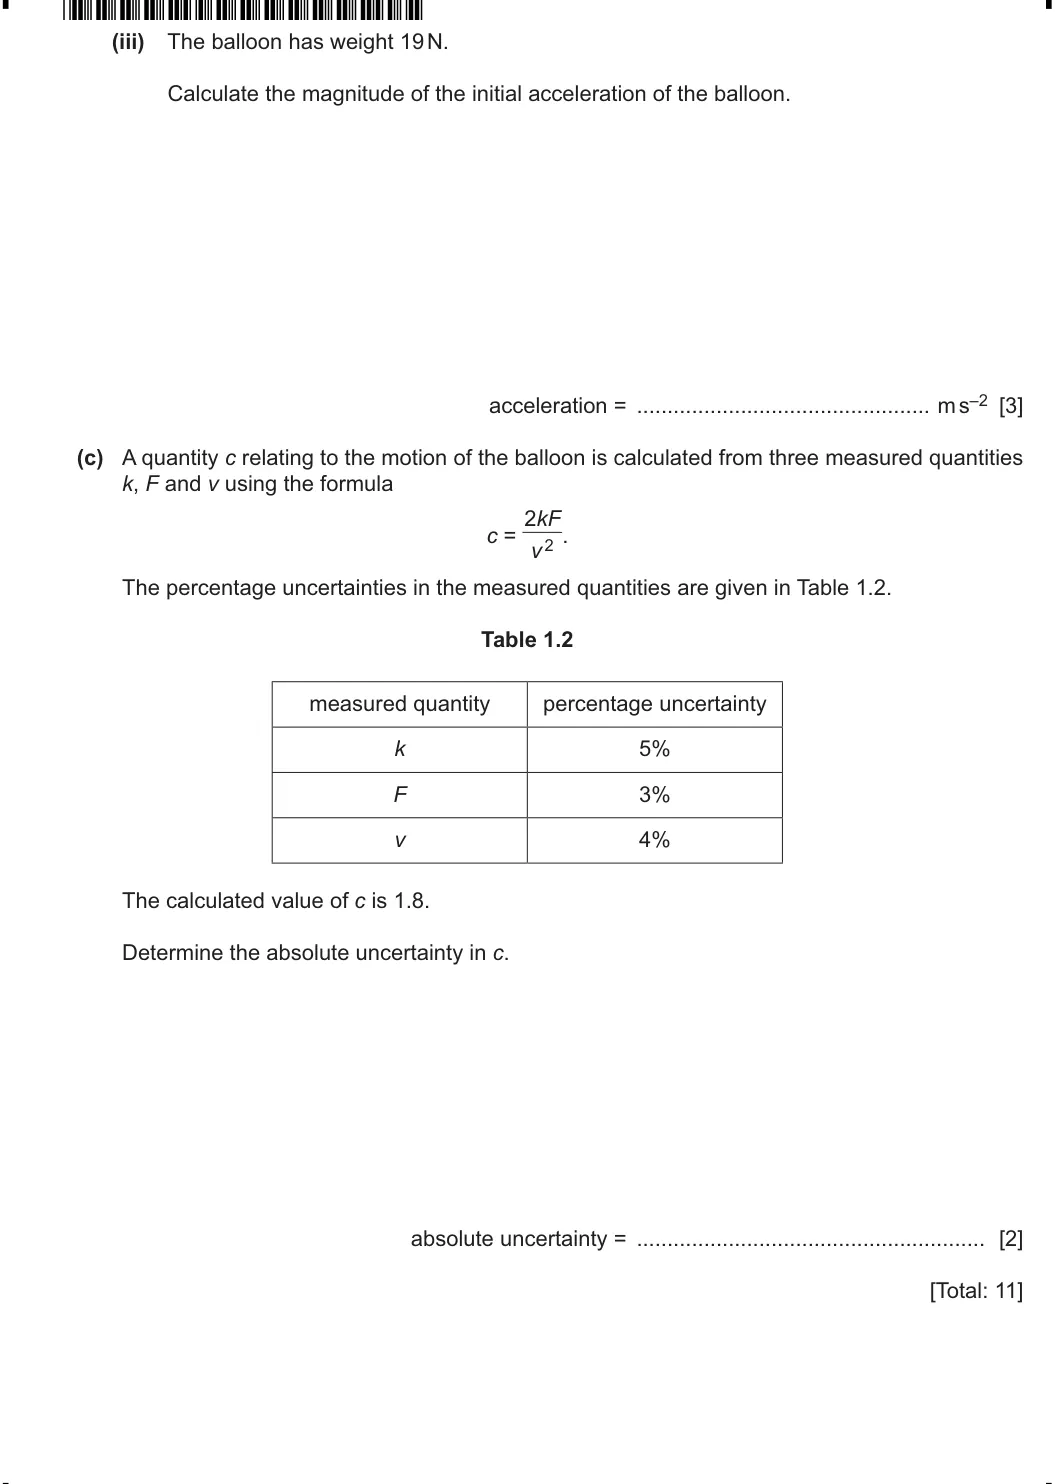 (iii) The balloon has weight 19 N.
Calculate the magnitude of the initial acceleration of the balloon.
acceleration = ................................................ m s–2 [3]
(c) A quantity c relating to the motion of the balloon is calculated from three measured quantities
k, F and v using the formula
c = 2kF / v2.
The percentage uncertainties in the measured quantities are given in Table 1.2.
Table 1.2
measured quantity percentage uncertainty
k 5%
F 3%
v 4%
The calculated value of c is 1.8.
Determine the absolute uncertainty in c.
absolute uncertainty = ......................................................... [2]
[Total: 11]